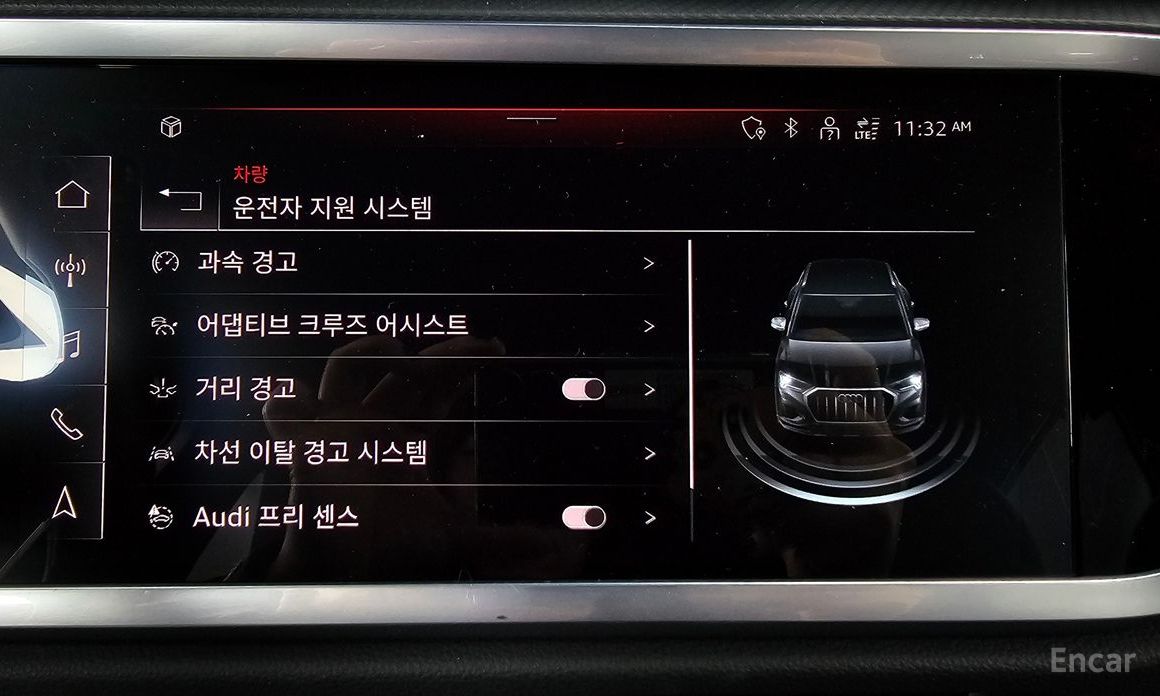 LTE
11:32 AM
차량
운전자 지원 시스템
과속 경고
어댑티브 크루즈 어시스트
거리 경고
차선 이탈 경고 시스템
Audi 프리 센스
Encar